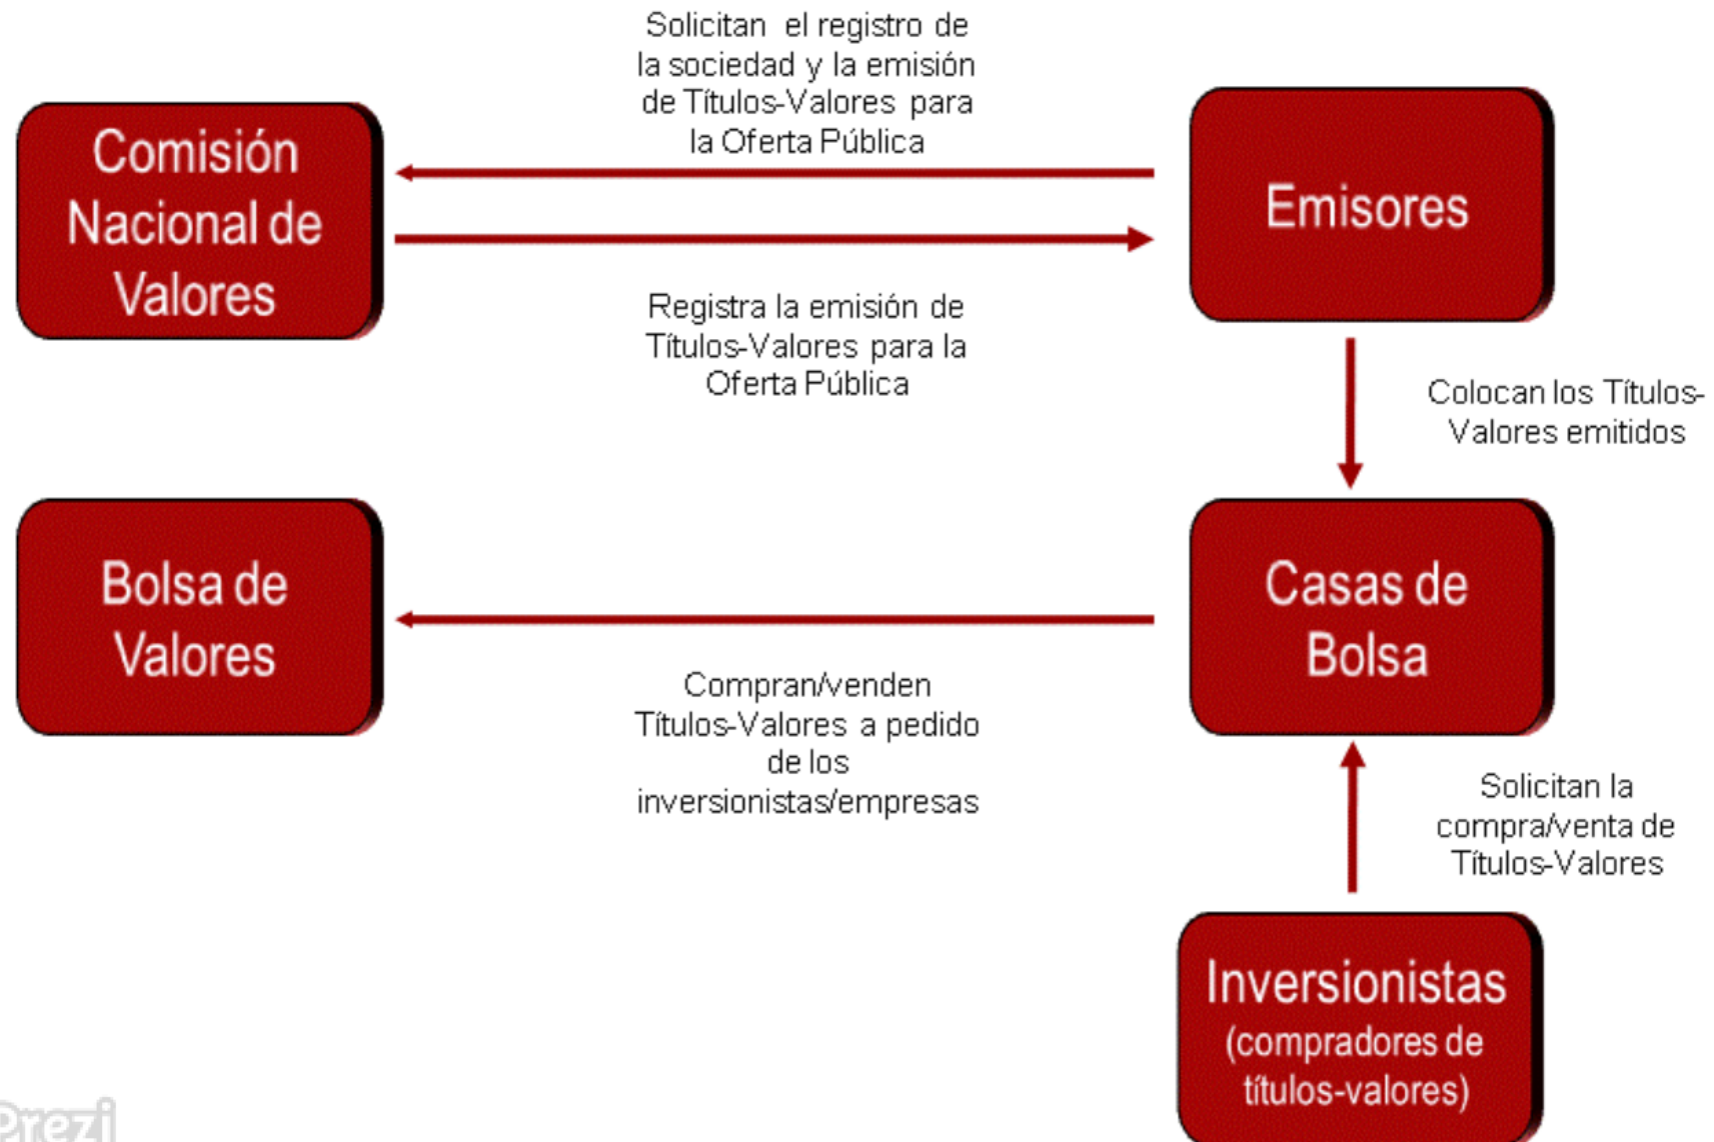 Solicitan el registro de
la sociedad y la emisión
de Títulos-Valores para
la Oferta Pública
Comisión
Nacional de
Valores
Emisores
Registra la emisión de
Títulos-Valores para la
Oferta Pública
Colocan los Títulos-
Valores emitidos
Bolsa de
Valores
Casas de
Bolsa
Compran/venden
Títulos-Valores a pedido
de los
inversionistas/empresas
Solicitan la
compra/venta de
Títulos-Valores
Inversionistas
(compradores de
títulos-valores)
Prezi